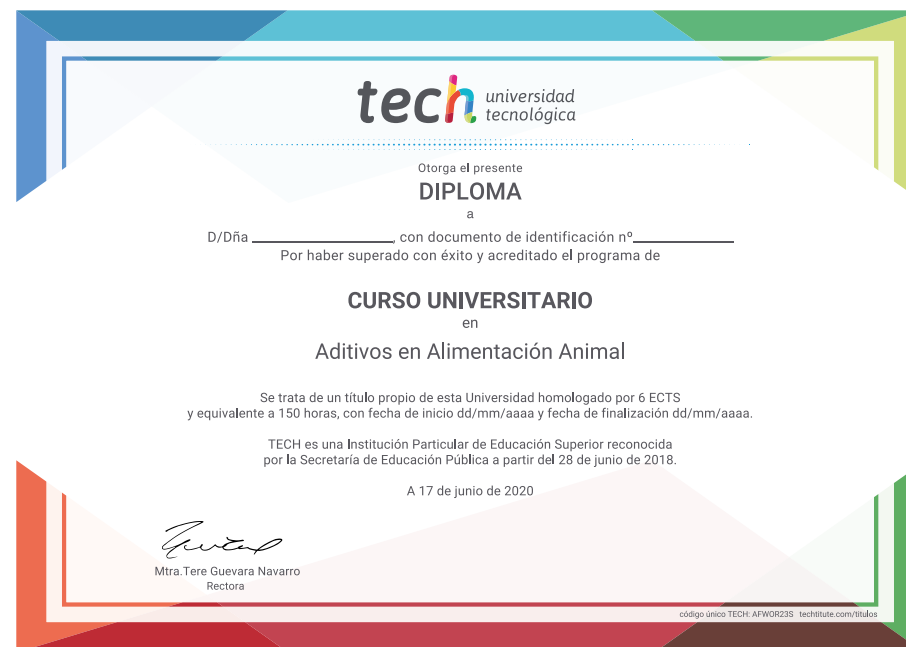 tech universidad
tecnológica
Otorga el presente
DIPLOMA
a
D/Dña ____________________, con documento de identificación nº______________
Por haber superado con éxito y acreditado el programa de
CURSO UNIVERSITARIO
en
Aditivos en Alimentación Animal
Se trata de un título propio de esta Universidad homologado por 6 ECTS
y equivalente a 150 horas, con fecha de inicio dd/mm/aaaa y fecha de finalización dd/mm/aaaa.
TECH es una Institución Particular de Educación Superior reconocida
por la Secretaría de Educación Pública a partir del 28 de junio de 2018.
A 17 de junio de 2020
Mtra.Tere Guevara Navarro
Rectora
código único TECH: AFWOR23S techtitute.com/titulos